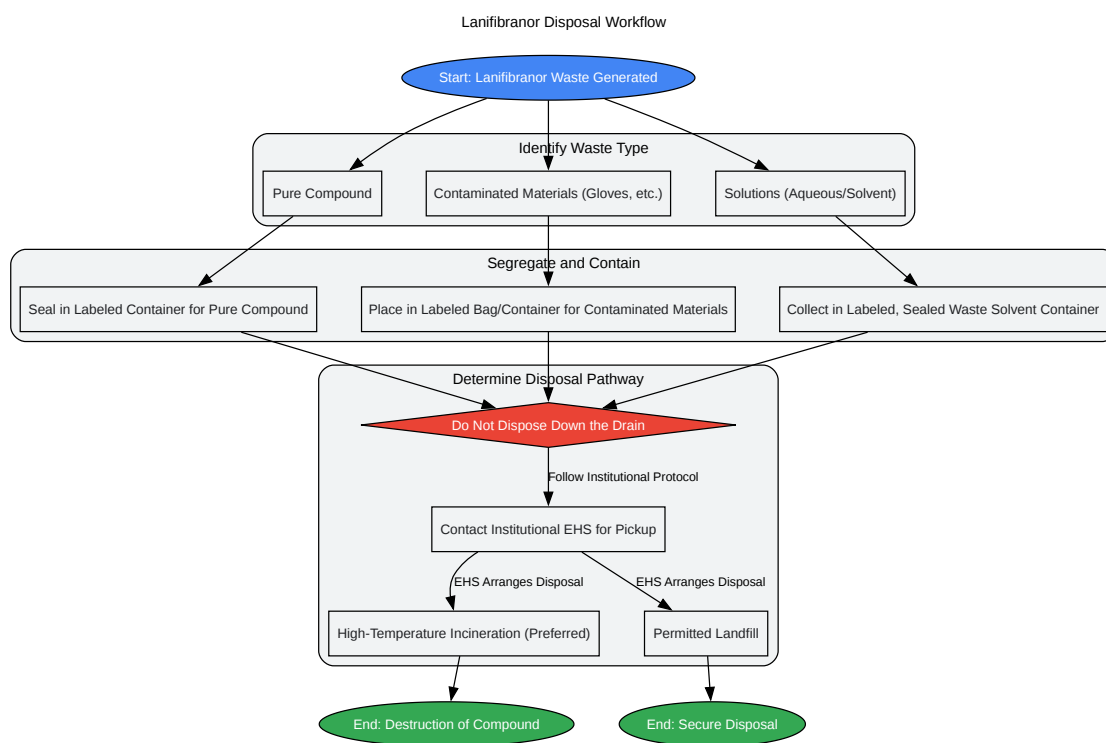 Lanifibranor Disposal Workflow
Start: Lanifibranor Waste Generated
Identify Waste Type
Pure Compound
Contaminated Materials (Gloves, etc.)
Solutions (Aqueous/Solvent)
Segregate and Contain
Seal in Labeled Container for Pure Compound
Place in Labeled Bag/Container for Contaminated Materials
Collect in Labeled, Sealed Waste Solvent Container
Determine Disposal Pathway
Do Not Dispose Down the Drain
Follow Institutional Protocol
Contact Institutional EHS for Pickup
EHS Arranges Disposal
EHS Arranges Disposal
High-Temperature Incineration (Preferred)
Permitted Landfill
End: Destruction of Compound
End: Secure Disposal